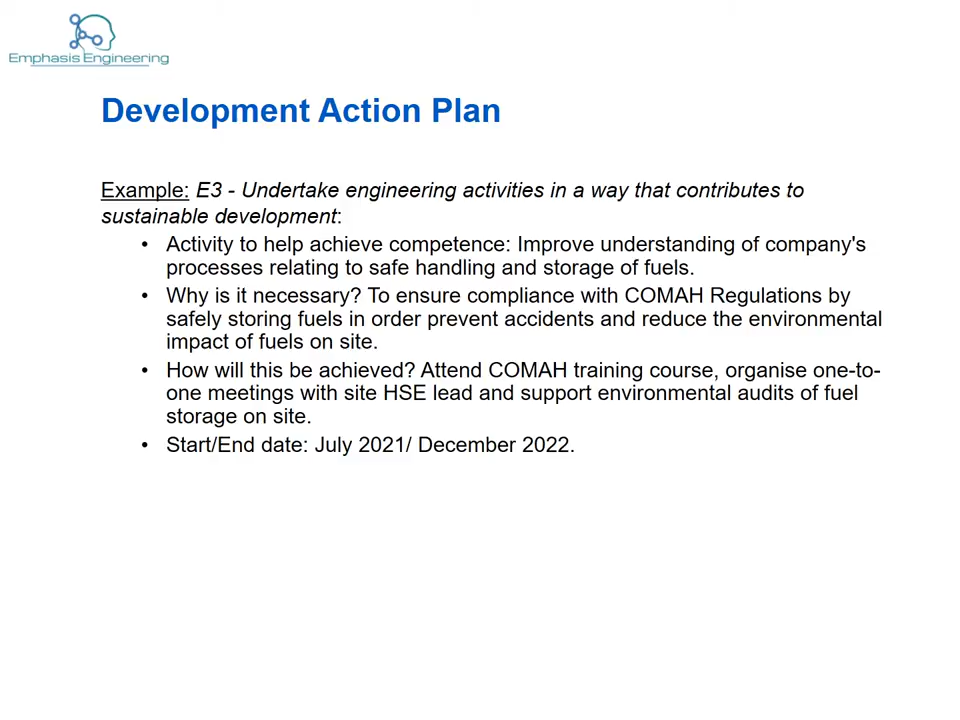 Emphasis Engineering
Development Action Plan
Example: E3 - Undertake engineering activities in a way that contributes to
sustainable development:
• Activity to help achieve competence: Improve understanding of company's
processes relating to safe handling and storage of fuels.
• Why is it necessary? To ensure compliance with COMAH Regulations by
safely storing fuels in order prevent accidents and reduce the environmental
impact of fuels on site.
• How will this be achieved? Attend COMAH training course, organise one-to-
one meetings with site HSE lead and support environmental audits of fuel
storage on site.
• Start/End date: July 2021/ December 2022.